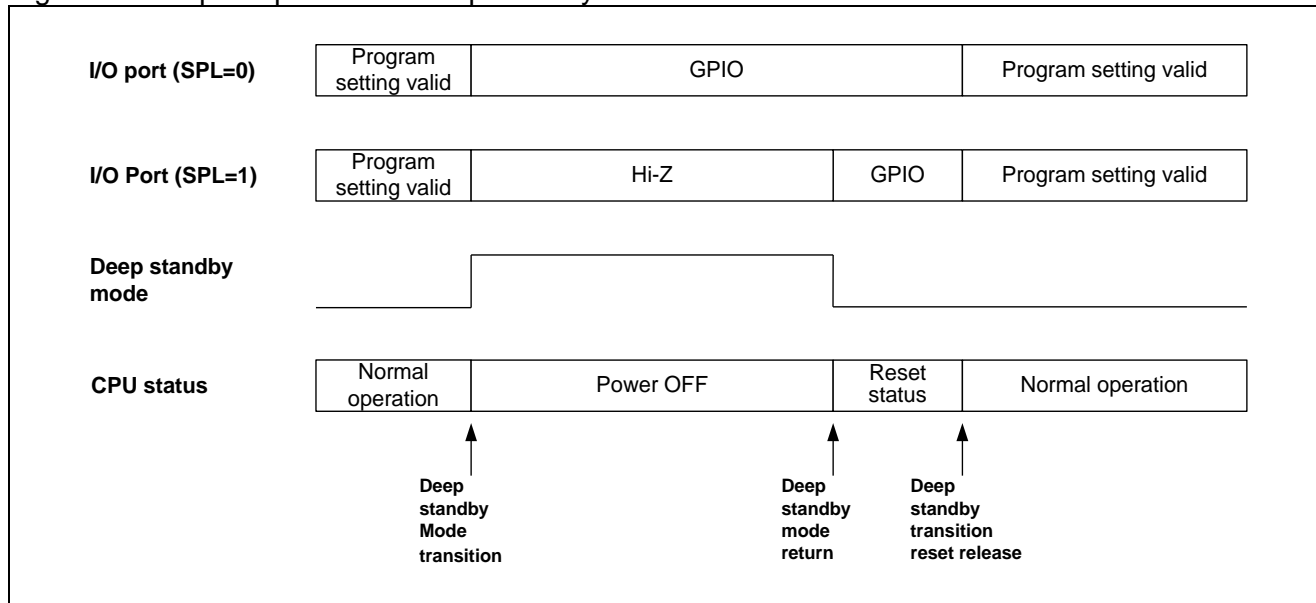 I/O port (SPL=0)
Program
setting valid
GPIO
Program setting valid
I/O Port (SPL=1)
Program
setting valid
Hi-Z
GPIO
Program setting valid
Deep standby
mode
CPU status
Normal
operation
Power OFF
Reset
status
Normal operation
Deep
standby
Mode
transition
Deep
standby
mode
return
Deep
standby
transition
reset release